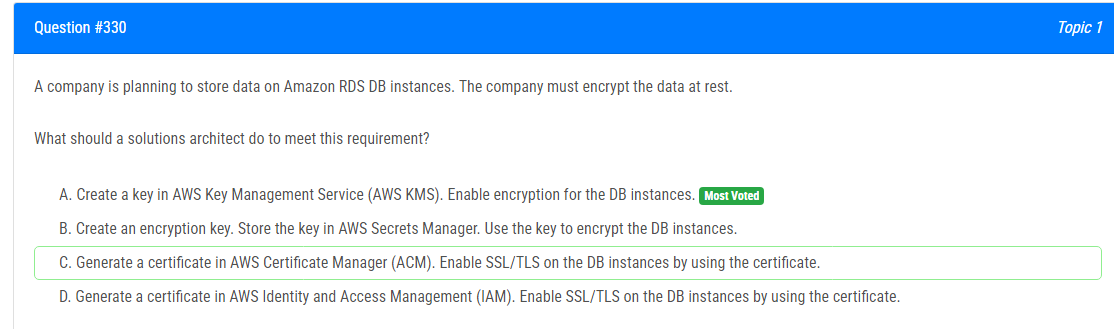 Question #330 Topic 1
A company is planning to store data on Amazon RDS DB instances. The company must encrypt the data at rest.
What should a solutions architect do to meet this requirement?
A. Create a key in AWS Key Management Service (AWS KMS). Enable encryption for the DB instances. Most Voted
B. Create an encryption key. Store the key in AWS Secrets Manager. Use the key to encrypt the DB instances.
C. Generate a certificate in AWS Certificate Manager (ACM). Enable SSL/TLS on the DB instances by using the certificate.
D. Generate a certificate in AWS Identity and Access Management (IAM). Enable SSL/TLS on the DB instances by using the certificate.